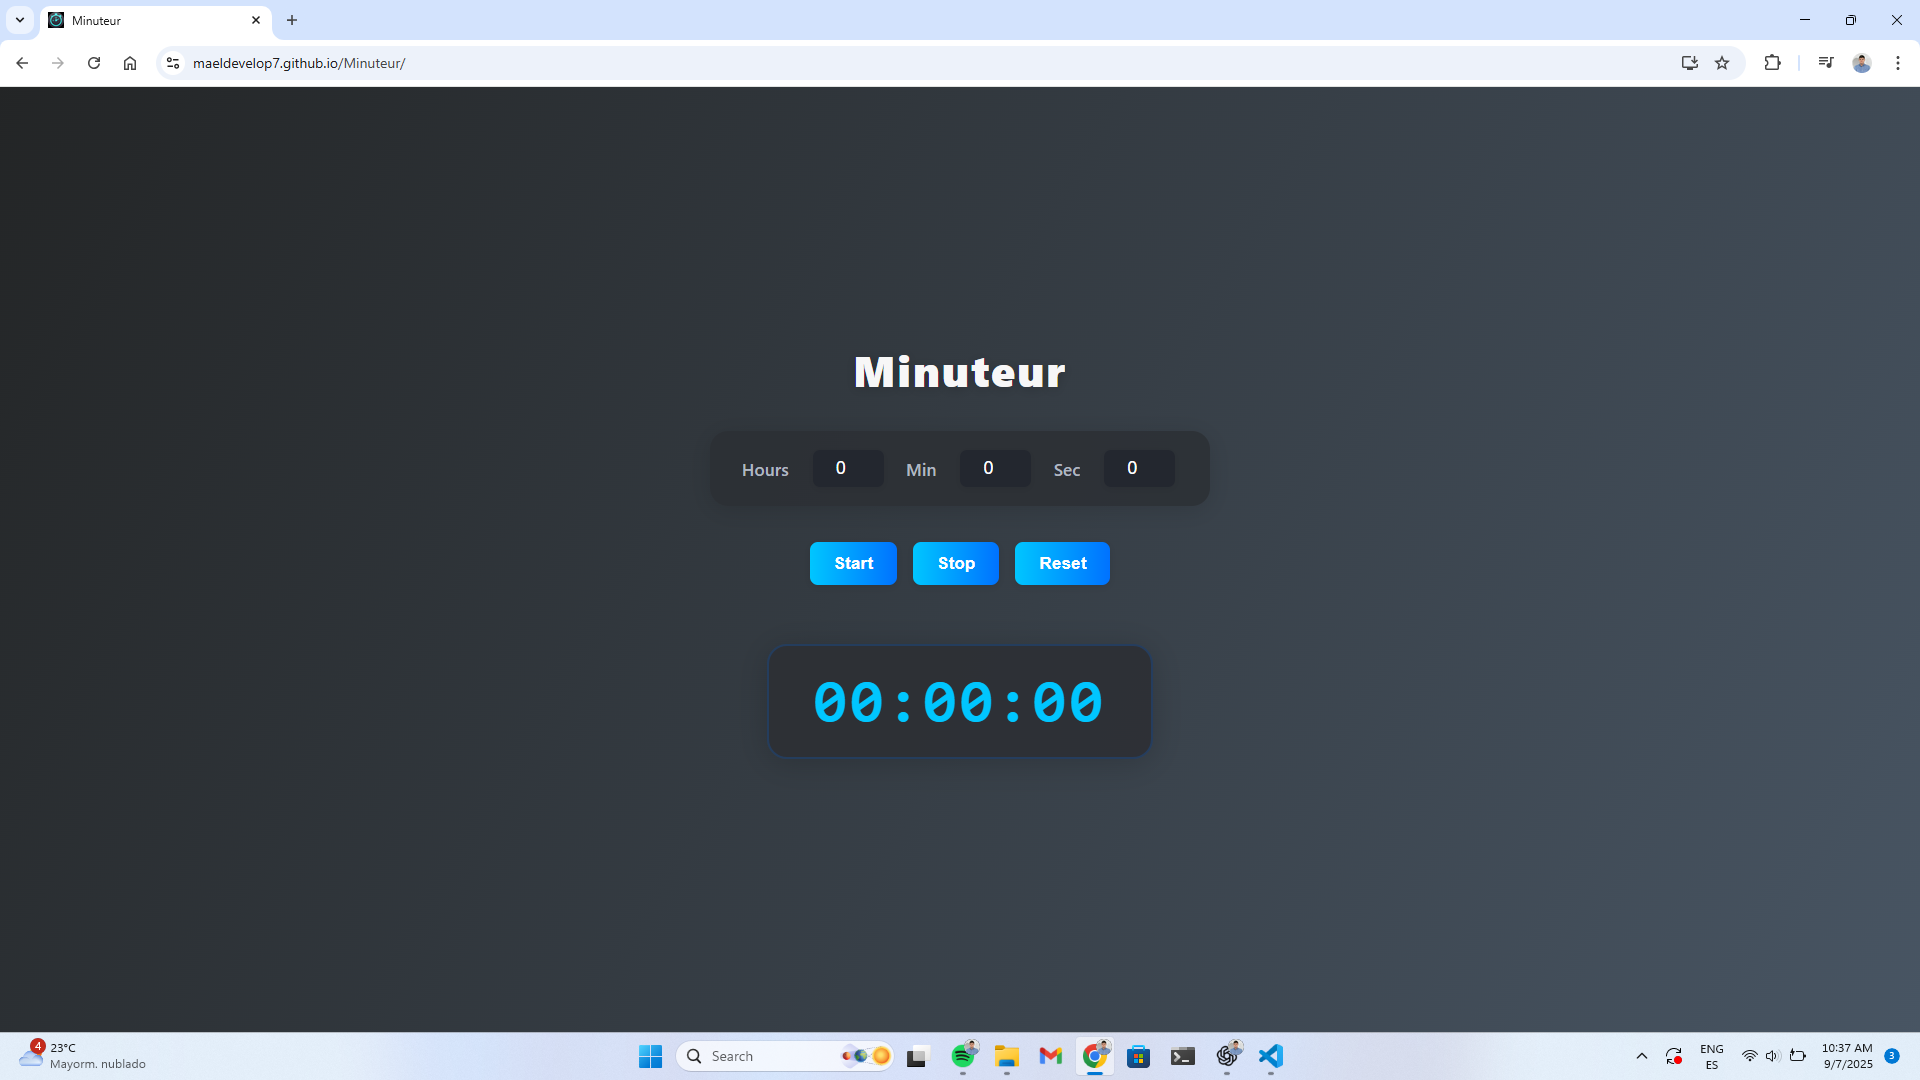 Minuteur
maeldevelop7.github.io/Minuteur/
Minuteur
Hours 0 Min 0 Sec 0
Start Stop Reset
00:00:00
4
23°C
Mayorm. nublado
Search
ENG
ES
10:37 AM
9/7/2025
3